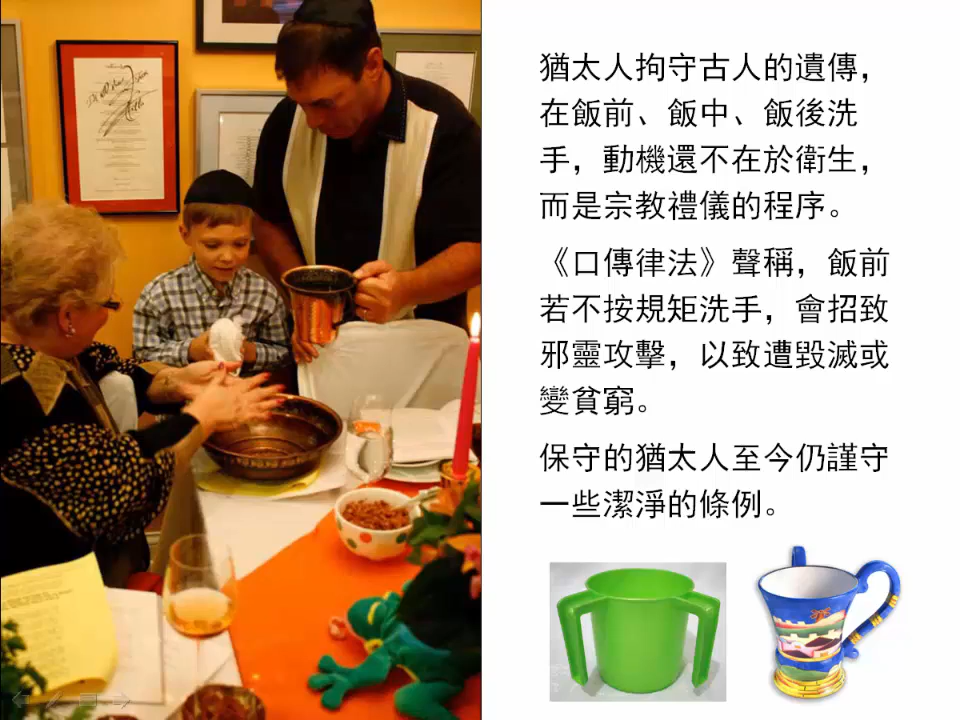 猶太人拘守古人的遺傳，
在飯前、飯中、飯後洗
手，動機還不在於衛生，
而是宗教禮儀的程序。
《口傳律法》聲稱，飯前
若不按規矩洗手，會招致
邪靈攻擊，以致遭毀滅或
變貧窮。
保守的猶太人至今仍謹守
一些潔淨的條例。